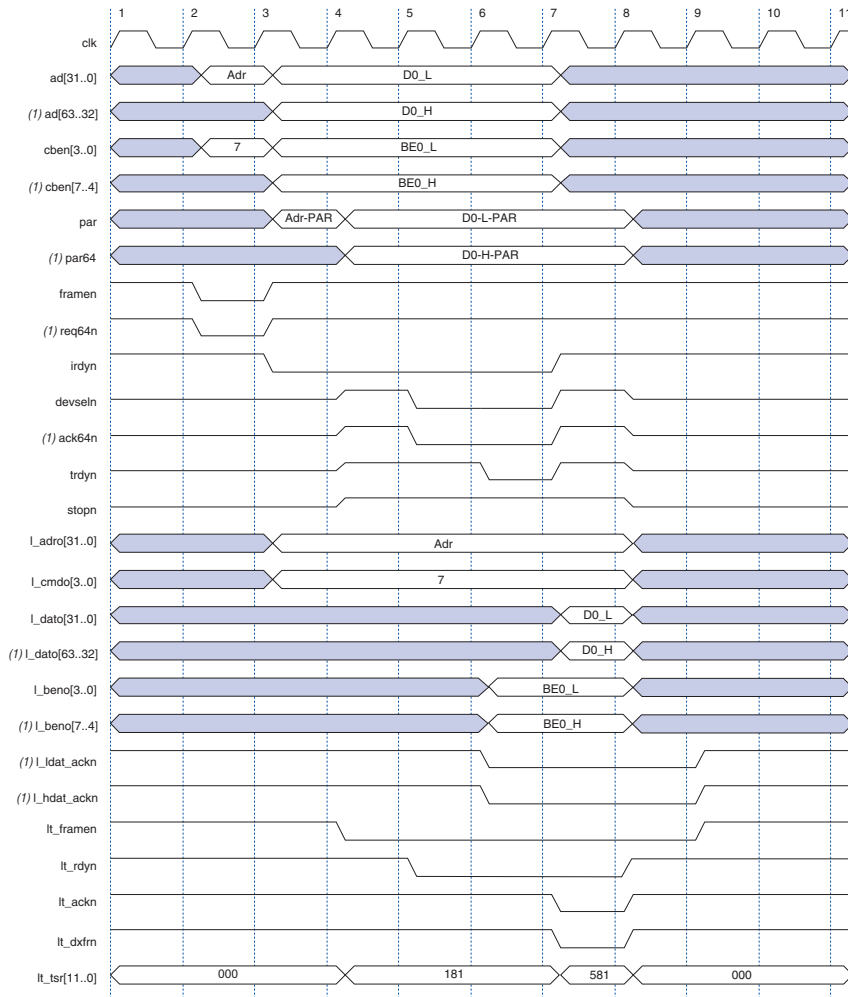 1 2 3 4 5 6 7 8 9 10 11
clk
ad[31..0] Adr D0_L
(1) ad[63..32] D0_H
cben[3..0] 7 BE0_L
(1) cben[7..4] BE0_H
par Adr-PAR D0-L-PAR
(1) par64 D0-H-PAR
framen
(1) req64n
irdyn
devseln
(1) ack64n
trdyn
stopn
l_adro[31..0] Adr
l_cmdo[3..0] 7
l_dato[31..0] D0_L
(1) l_dato[63..32] D0_H
l_beno[3..0] BE0_L
(1) l_beno[7..4] BE0_H
(1) l_ldat_ackn
(1) l_hdat_ackn
lt_framen
lt_rdyn
lt_ackn
lt_dxfrn
lt_tsr[11..0] 000 181 581 000